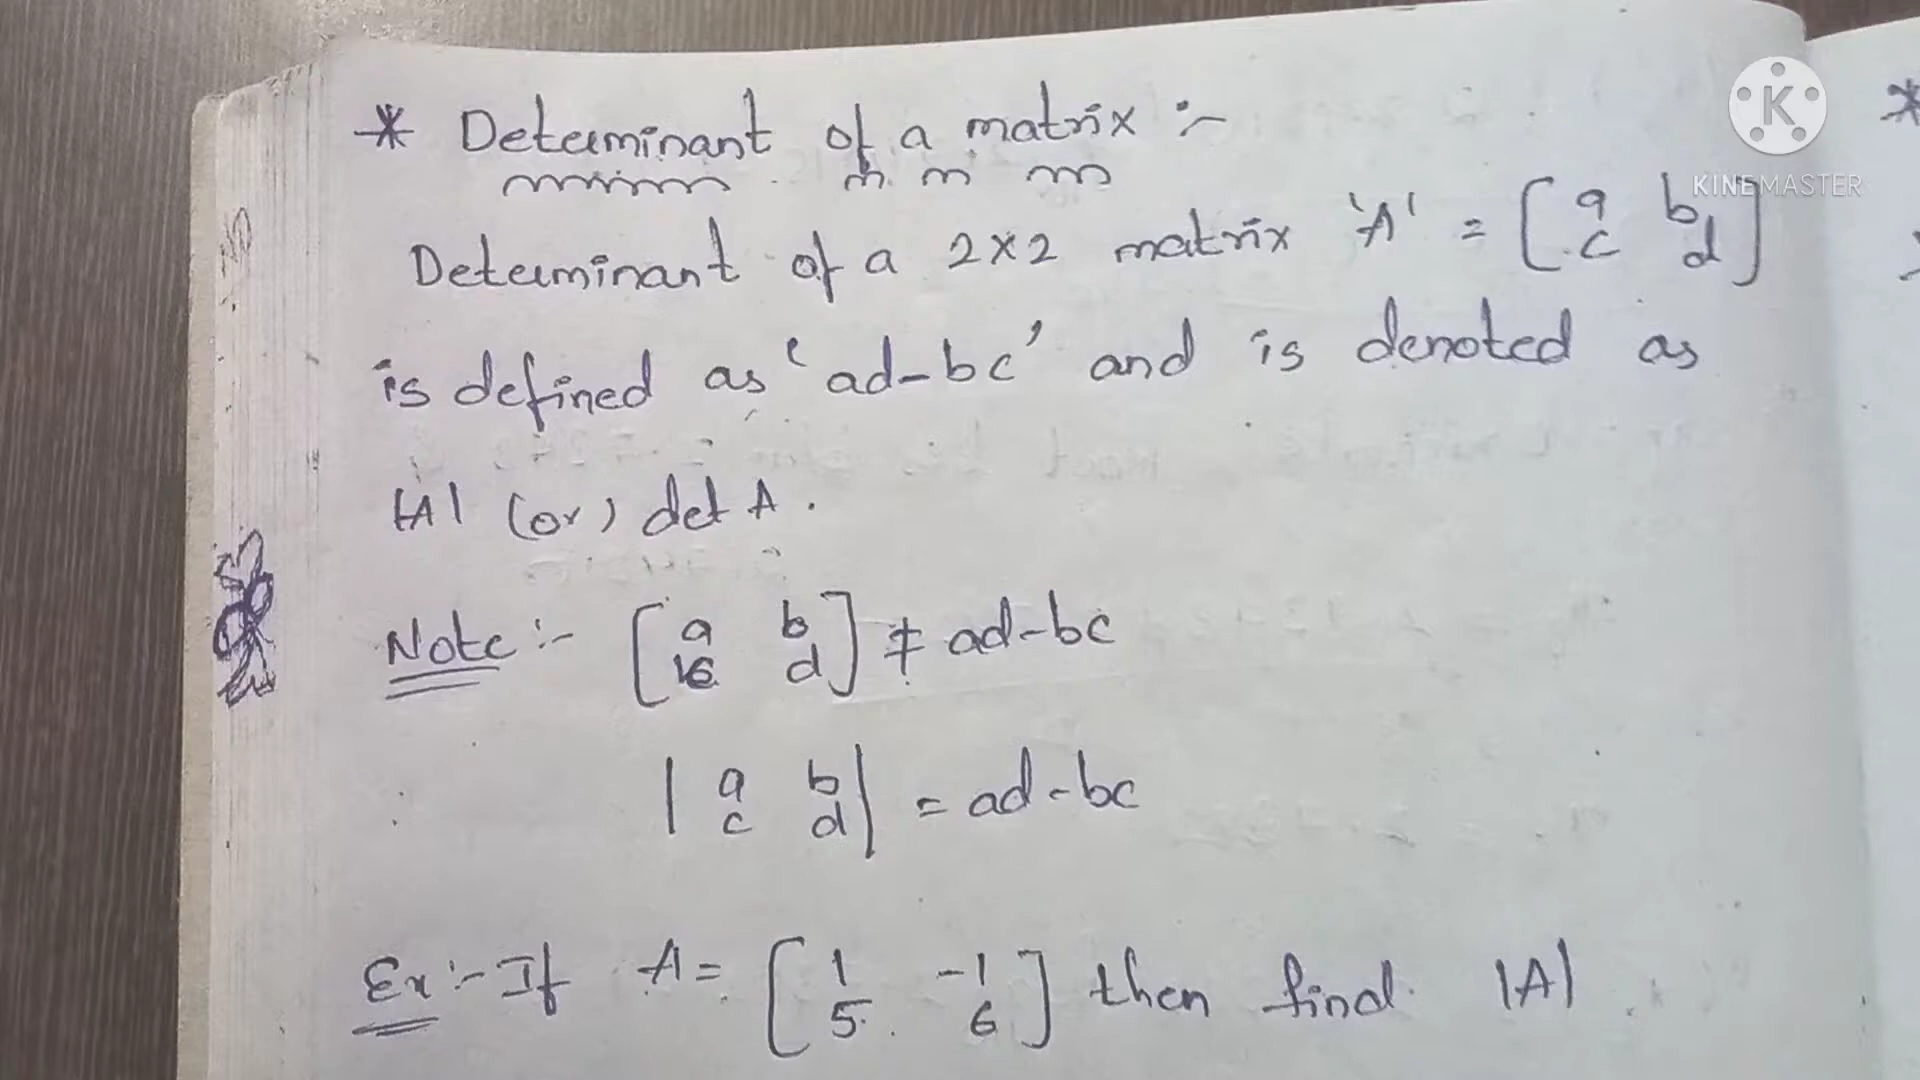 * Determinant of a matrix :-
KINEMASTER
Determinant of a 2×2 matrix 'A' = [a b
c d]
is defined as 'ad-bc' and is denoted as
|A| (or) det A.
Note :- [a b
c d] ≠ ad-bc
|a b
c d| = ad-bc
Ex :- If A = [1 -1
5 6] then find |A|